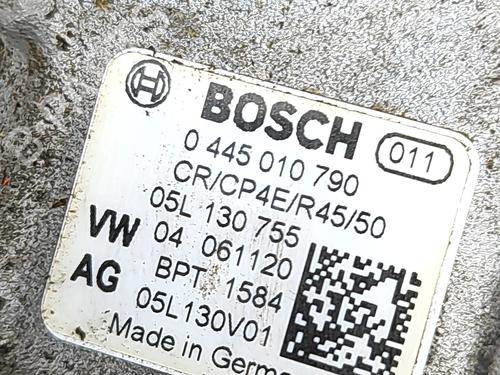 BOSCH 011
0 445 010 790
CR/CP4E/R45/50
05L 130 755
VW 04 061120
AG BPT 1584
05L130V01
Made in Germ